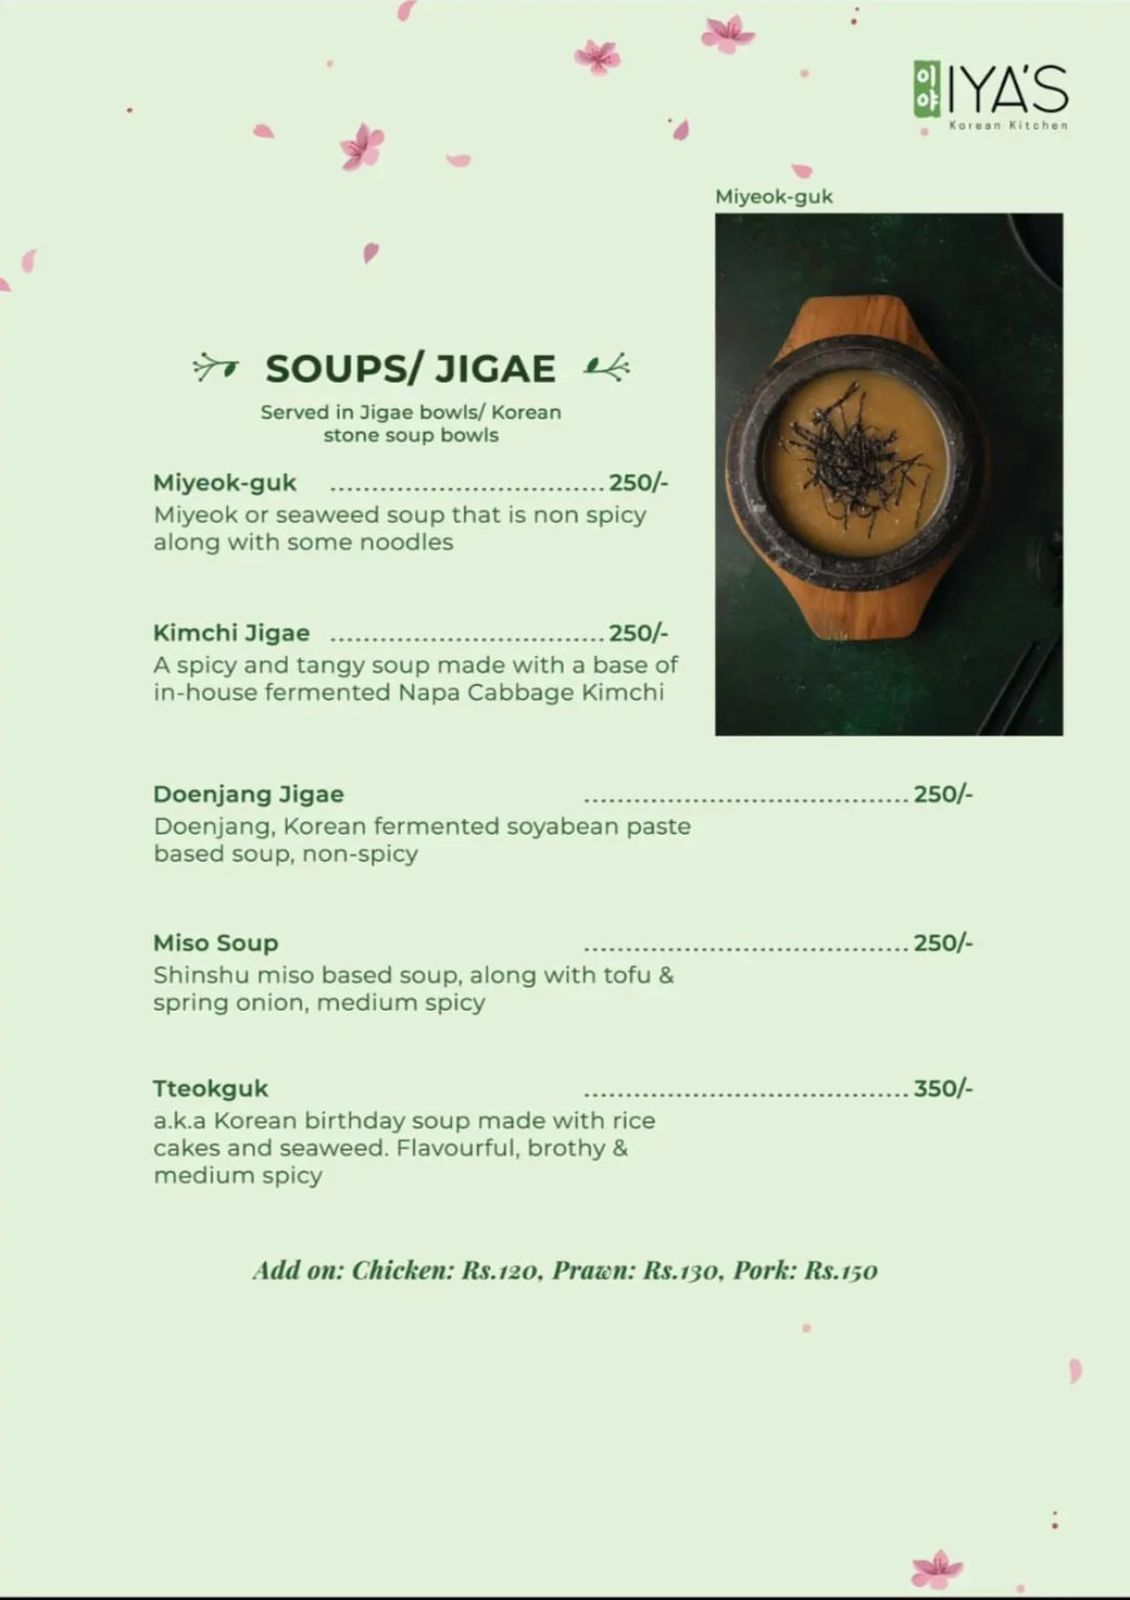 이야 IYA'S
Korean Kitchen
Miyeok-guk
SOUPS/ JIGAE
Served in Jigae bowls/ Korean
stone soup bowls
Miyeok-guk ................................. 250/-
Miyeok or seaweed soup that is non spicy
along with some noodles
Kimchi Jigae ................................. 250/-
A spicy and tangy soup made with a base of
in-house fermented Napa Cabbage Kimchi
Doenjang Jigae ....................................... 250/-
Doenjang, Korean fermented soyabean paste
based soup, non-spicy
Miso Soup ....................................... 250/-
Shinshu miso based soup, along with tofu &
spring onion, medium spicy
Tteokguk ....................................... 350/-
a.k.a Korean birthday soup made with rice
cakes and seaweed. Flavourful, brothy &
medium spicy
Add on: Chicken: Rs.120, Prawn: Rs.130, Pork: Rs.150